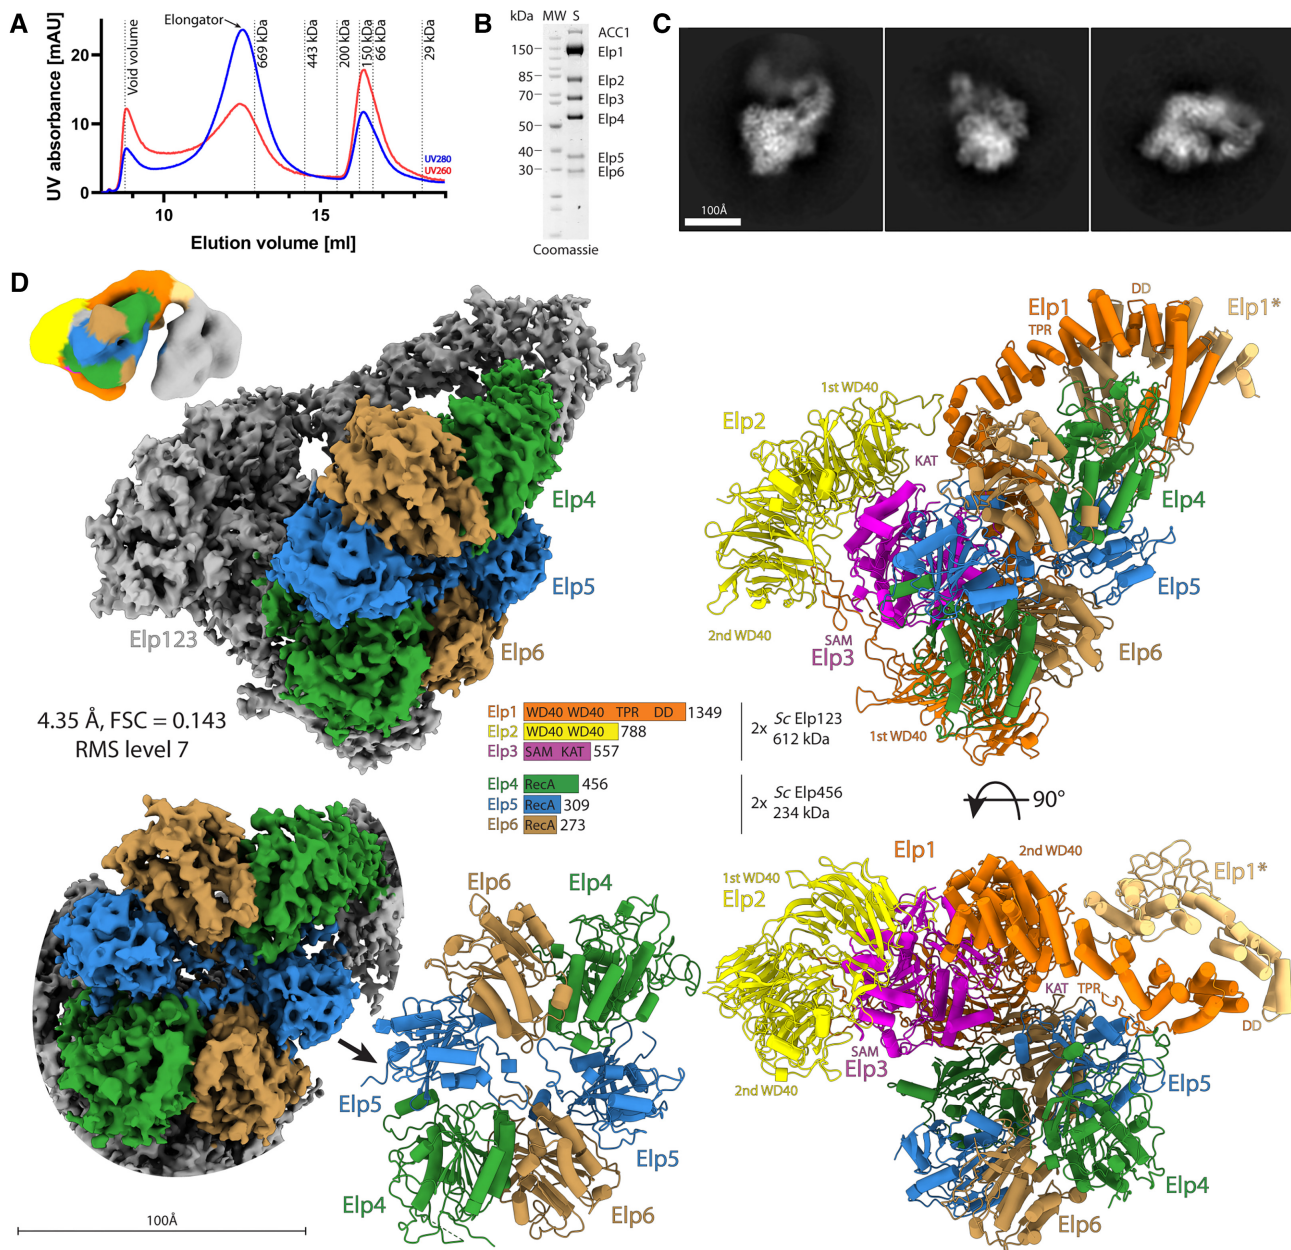 A
UV absorbance [mAU]
20
10
0
10
15
Elution volume [ml]
Elongator
Void volume
669 kDa
443 kDa
200 kDa
150 kDa
66 kDa
29 kDa
UV280
UV260
B
kDa MW S
150
85
70
50
40
30
ACC1
Elp1
Elp2
Elp3
Elp4
Elp5
Elp6
Coomassie
C
100Å
D
Elp4
Elp5
Elp6
Elp123
4.35 Å, FSC = 0.143
RMS level 7
Elp1
DD
Elp1*
TPR
1st WD40
Elp2
KAT
Elp4
Elp5
2nd WD40
SAM
Elp3
Elp6
1st WD40
Elp1 WD40 WD40 TPR DD 1349
Elp2 WD40 WD40 788
Elp3 SAM KAT 557
2x Sc Elp123
612 kDa
Elp4 RecA 456
Elp5 RecA 309
Elp6 RecA 273
2x Sc Elp456
234 kDa
90°
Elp6
Elp4
Elp5
Elp5
Elp4
Elp6
100Å
Elp1
2nd WD40
Elp1*
1st WD40
Elp2
KAT
TPR
DD
SAM
Elp3
2nd WD40
Elp5
Elp4
Elp6